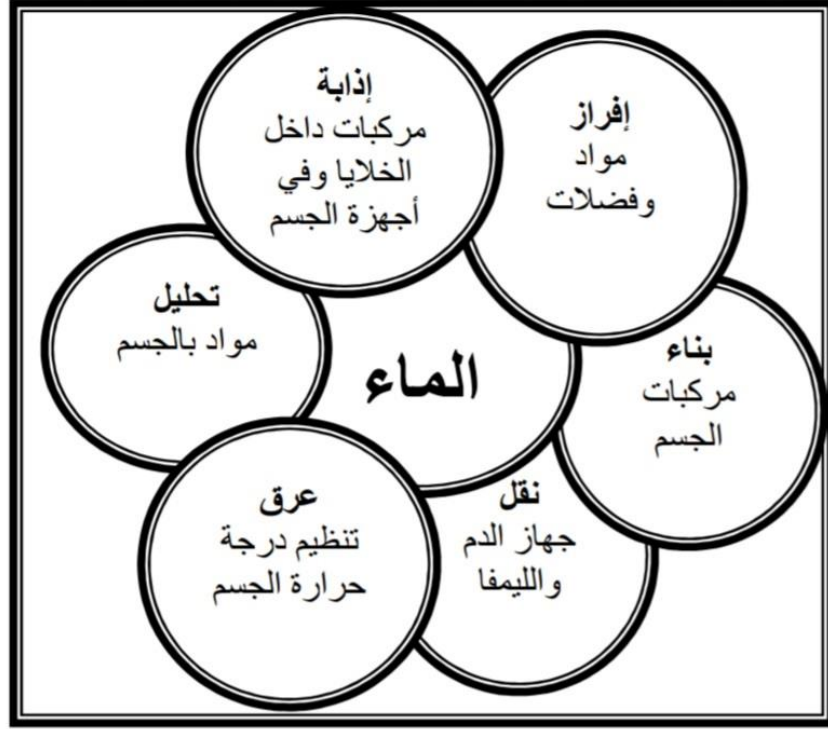 إذابة
مركبات داخل
الخلايا وفي
أجهزة الجسم
إفراز
مواد
وفضلات
بناء
مركبات
الجسم
نقل
جهاز الدم
والليمفا
عرق
تنظيم درجة
حرارة الجسم
تحليل
مواد بالجسم
الماء